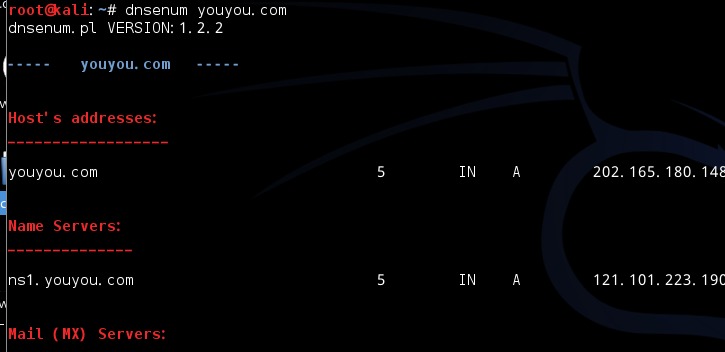 root@kali:~# dnsenum youyou.com
dnsenum.pl VERSION:1.2.2
----- youyou.com -----
Host's addresses:
__________________
youyou.com 5 IN A 202.165.180.148
Name Servers:
______________
ns1.youyou.com 5 IN A 121.101.223.190
Mail (MX) Servers: